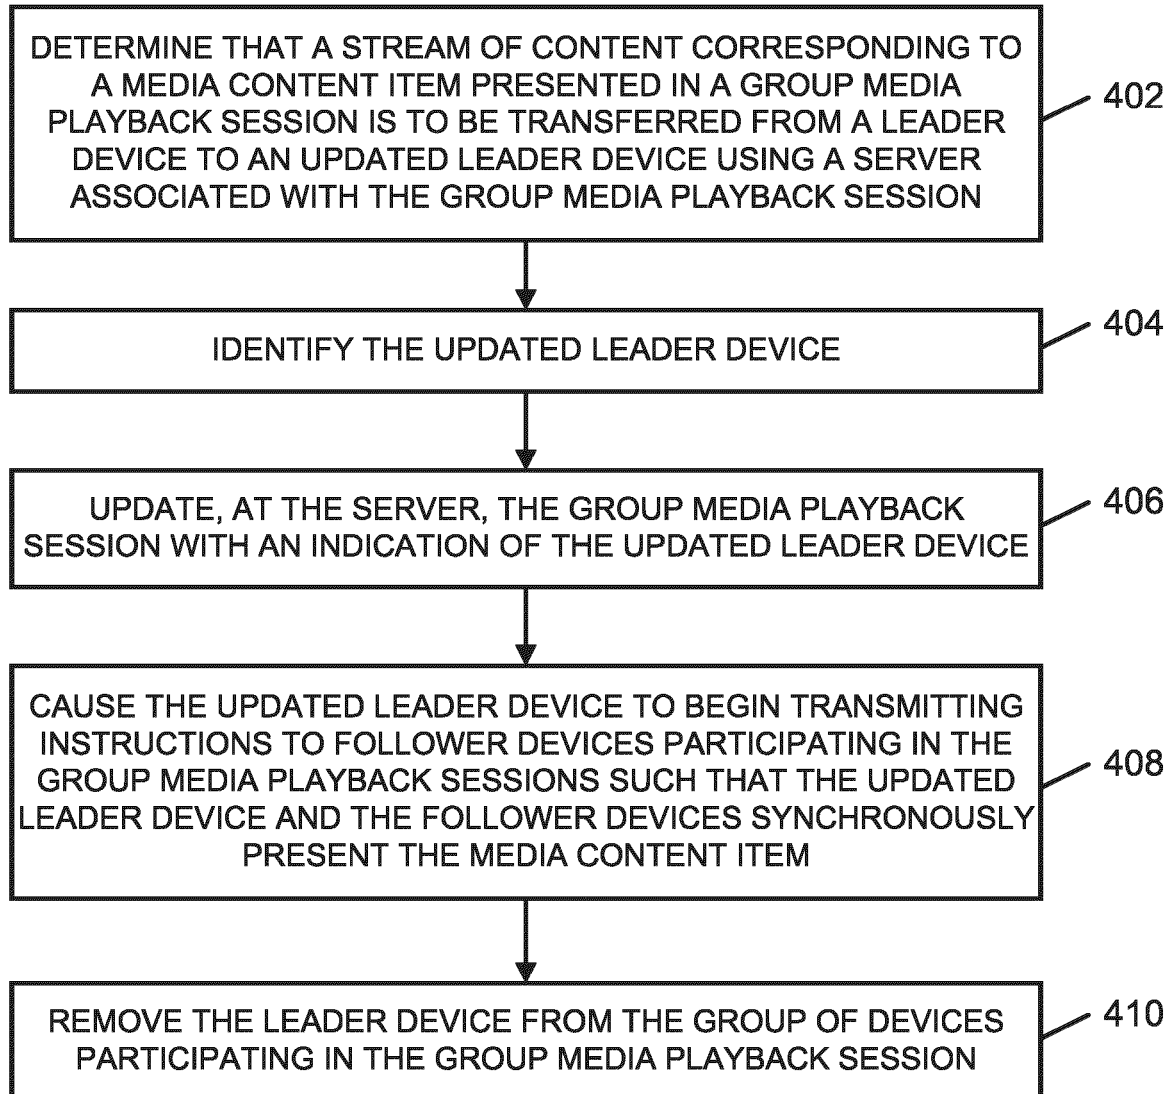 DETERMINE THAT A STREAM OF CONTENT CORRESPONDING TO
A MEDIA CONTENT ITEM PRESENTED IN A GROUP MEDIA
PLAYBACK SESSION IS TO BE TRANSFERRED FROM A LEADER
DEVICE TO AN UPDATED LEADER DEVICE USING A SERVER
ASSOCIATED WITH THE GROUP MEDIA PLAYBACK SESSION
402
IDENTIFY THE UPDATED LEADER DEVICE
404
UPDATE, AT THE SERVER, THE GROUP MEDIA PLAYBACK
SESSION WITH AN INDICATION OF THE UPDATED LEADER DEVICE
406
CAUSE THE UPDATED LEADER DEVICE TO BEGIN TRANSMITTING
INSTRUCTIONS TO FOLLOWER DEVICES PARTICIPATING IN THE
GROUP MEDIA PLAYBACK SESSIONS SUCH THAT THE UPDATED
LEADER DEVICE AND THE FOLLOWER DEVICES SYNCHRONOUSLY
PRESENT THE MEDIA CONTENT ITEM
408
REMOVE THE LEADER DEVICE FROM THE GROUP OF DEVICES
PARTICIPATING IN THE GROUP MEDIA PLAYBACK SESSION
410